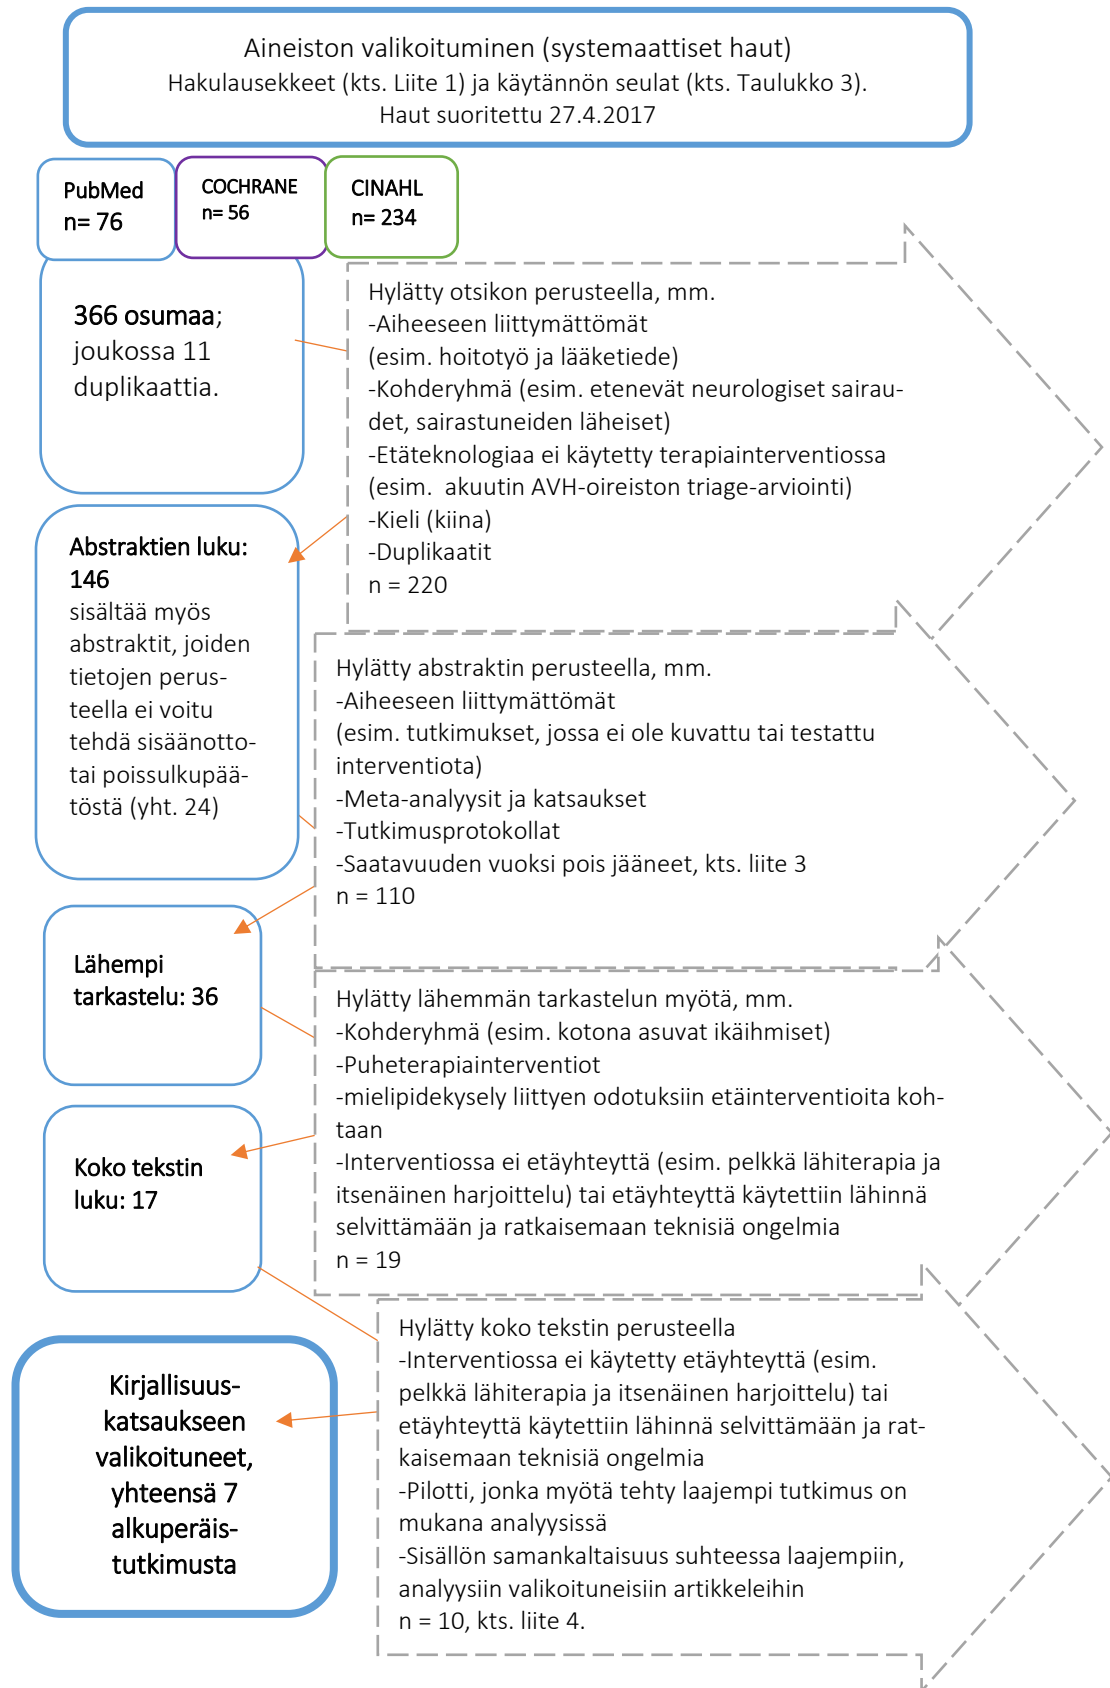 Aineiston valikoituminen (systemaattiset haut)
Hakulausekkeet (kts. Liite 1) ja käytännön seulat (kts. Taulukko 3).
Haut suoritettu 27.4.2017
PubMed
n= 76
COCHRANE
n= 56
CINAHL
n= 234
366 osumaa;
joukossa 11
duplikaattia.
Hylätty otsikon perusteella, mm.
-Aiheeseen liittymättömät
(esim. hoitotyö ja lääketiede)
-Kohderyhmä (esim. etenevät neurologiset sairau-
det, sairastuneiden läheiset)
-Etäteknologiaa ei käytetty terapiainterventiossa
(esim. akuutin AVH-oireiston triage-arviointi)
-Kieli (kiina)
-Duplikaatit
n = 220
Abstraktien luku:
146
sisältää myös
abstraktit, joiden
tietojen perus-
teella ei voitu
tehdä sisäänotto-
tai poissulkupää-
töstä (yht. 24)
Hylätty abstraktin perusteella, mm.
-Aiheeseen liittymättömät
(esim. tutkimukset, jossa ei ole kuvattu tai testattu
interventiota)
-Meta-analyysit ja katsaukset
-Tutkimusprotokollat
-Saatavuuden vuoksi pois jääneet, kts. liite 3
n = 110
Lähempi
tarkastelu: 36
Hylätty lähemmän tarkastelun myötä, mm.
-Kohderyhmä (esim. kotona asuvat ikäihmiset)
-Puheterapiainterventiot
-mielipidekysely liittyen odotuksiin etäinterventioita koh-
taan
-Interventiossa ei etäyhteyttä (esim. pelkkä lähiterapia ja
itsenäinen harjoittelu) tai etäyhteyttä käytettiin lähinnä
selvittämään ja ratkaisemaan teknisiä ongelmia
n = 19
Koko tekstin
luku: 17
Hylätty koko tekstin perusteella
-Interventiossa ei käytetty etäyhteyttä (esim.
pelkkä lähiterapia ja itsenäinen harjoittelu) tai
etäyhteyttä käytettiin lähinnä selvittämään ja rat-
kaisemaan teknisiä ongelmia
-Pilotti, jonka myötä tehty laajempi tutkimus on
mukana analyysissä
-Sisällön samankaltaisuus suhteessa laajempiin,
analyysiin valikoituneisiin artikkeleihin
n = 10, kts. liite 4.
Kirjallisuus-
katsaukseen
valikoituneet,
yhteensä 7
alkuperäis-
tutkimusta